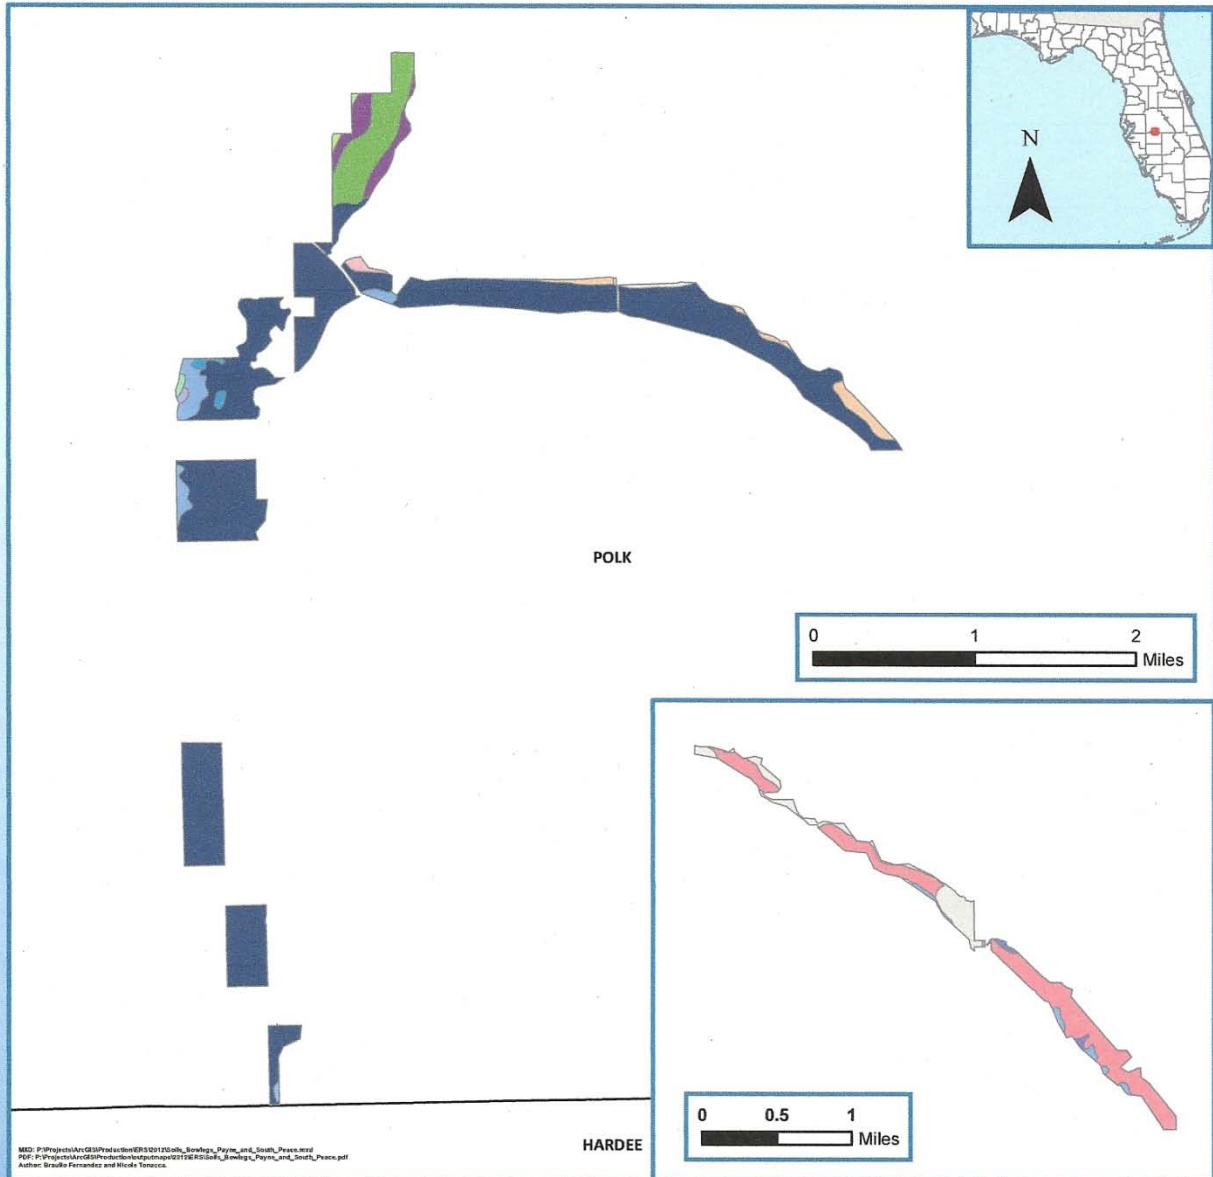 N
POLK
0 1 2
Miles
0 0.5 1
Miles
HARDEE
MXD: P:\Projects\ArcGIS\Production\ERS\2012\Soils_Bowlegs_Payne_and_South_Peace.mxd
PDF: P:\Projects\ArcGIS\Production\outputmaps\2012\ERS\Soils_Bowlegs_Payne_and_South_Peace.pdf
Author: Braulio Fernandez and Nicole Tonacca.